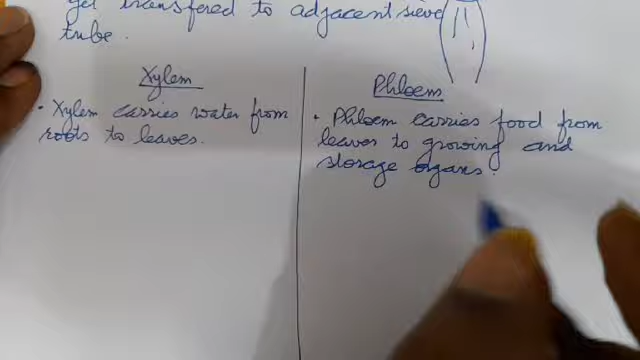 get transfered to adjacent sieve
tube.
Xylem
• Xylem carries water from
roots to leaves.
Phloem
• Phloem carries food from
leaves to growing and
storage organs.